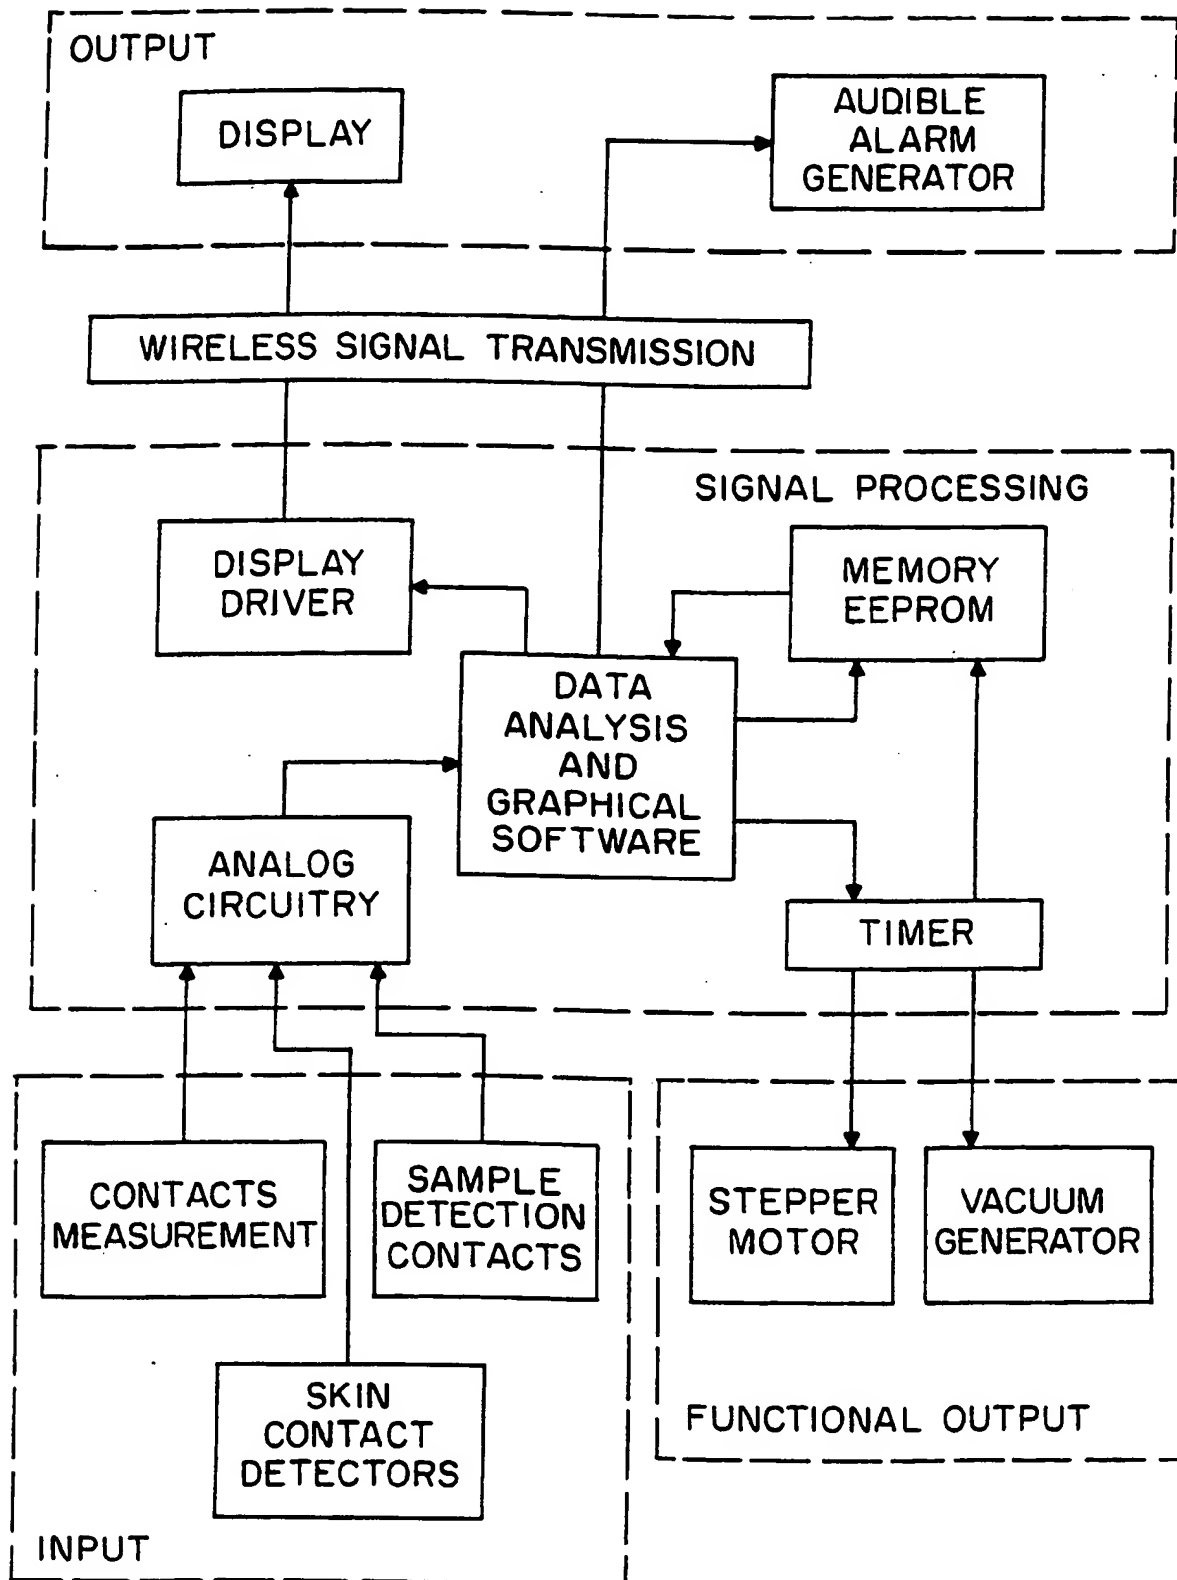 OUTPUT
DISPLAY
AUDIBLE
ALARM
GENERATOR
WIRELESS SIGNAL TRANSMISSION
SIGNAL PROCESSING
DISPLAY
DRIVER
MEMORY
EEPROM
DATA
ANALYSIS
AND
GRAPHICAL
SOFTWARE
ANALOG
CIRCUITRY
TIMER
CONTACTS
MEASUREMENT
SAMPLE
DETECTION
CONTACTS
SKIN
CONTACT
DETECTORS
INPUT
STEPPER
MOTOR
VACUUM
GENERATOR
FUNCTIONAL OUTPUT